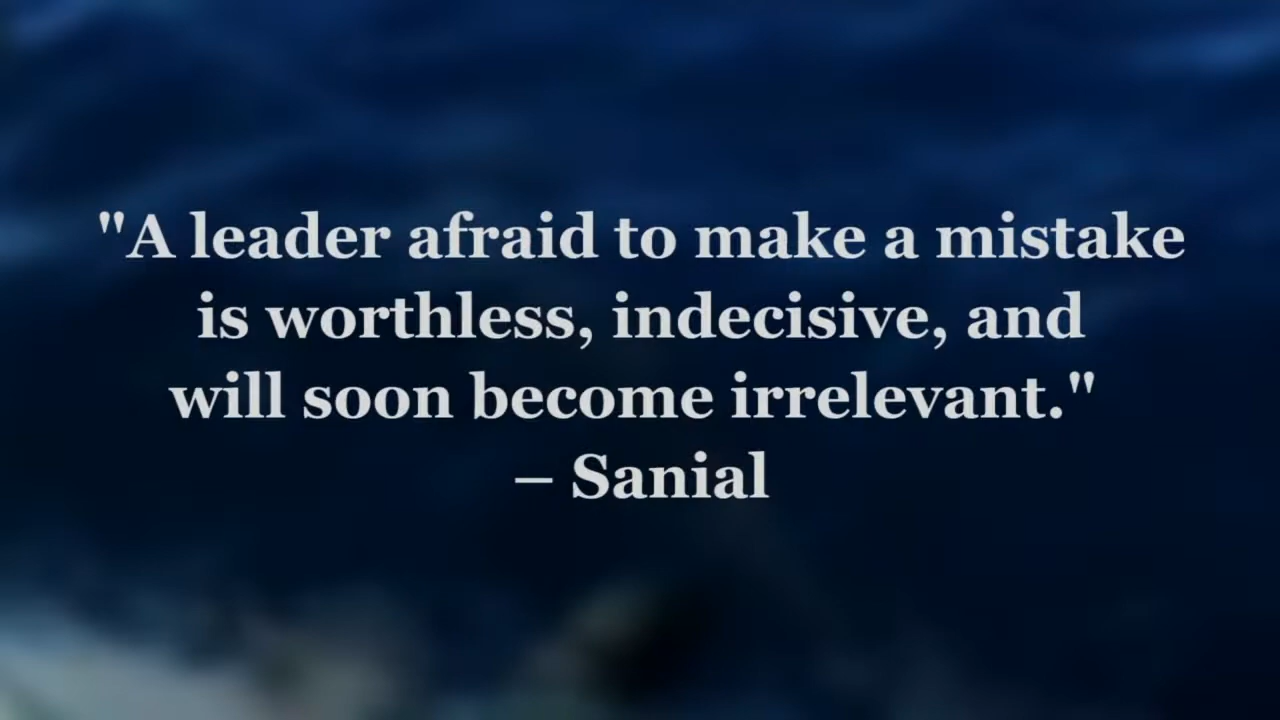 "A leader afraid to make a mistake
is worthless, indecisive, and
will soon become irrelevant."
– Sanial